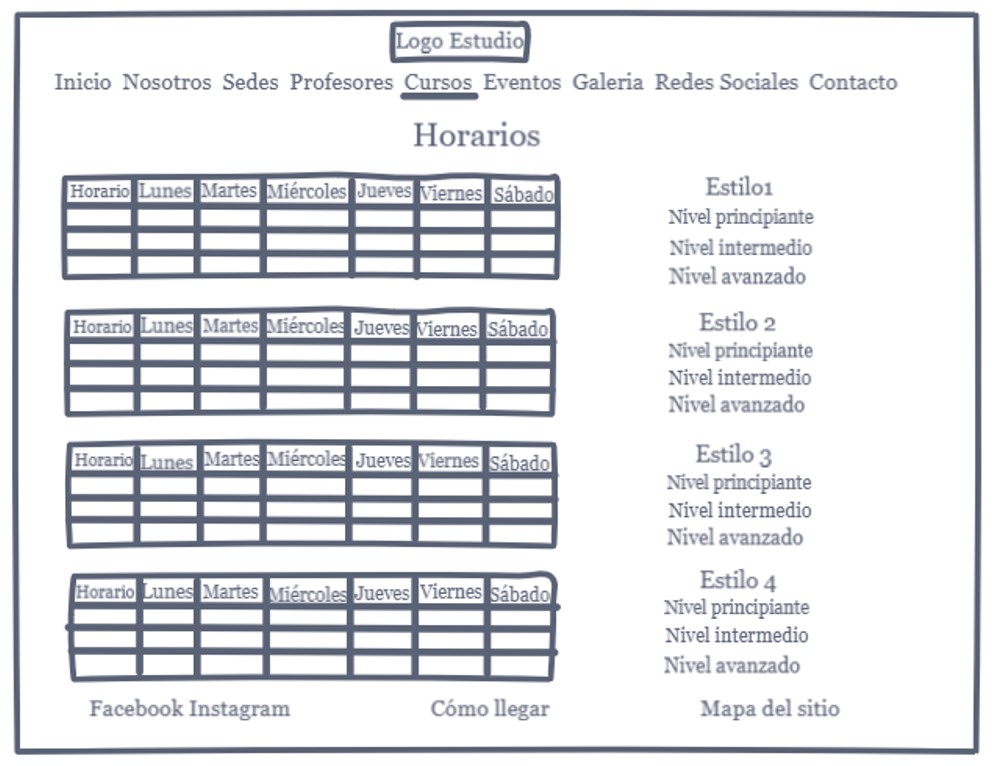 Logo Estudio
Inicio Nosotros Sedes Profesores Cursos Eventos Galeria Redes Sociales Contacto
Horarios
Horario Lunes Martes Miércoles Jueves Viernes Sábado
Estilo1
Nivel principiante
Nivel intermedio
Nivel avanzado
Horario Lunes Martes Miércoles Jueves Viernes Sábado
Estilo 2
Nivel principiante
Nivel intermedio
Nivel avanzado
Horario Lunes Martes Miércoles Jueves Viernes Sábado
Estilo 3
Nivel principiante
Nivel intermedio
Nivel avanzado
Horario Lunes Martes Miércoles Jueves Viernes Sábado
Estilo 4
Nivel principiante
Nivel intermedio
Nivel avanzado
Facebook Instagram Cómo llegar Mapa del sitio